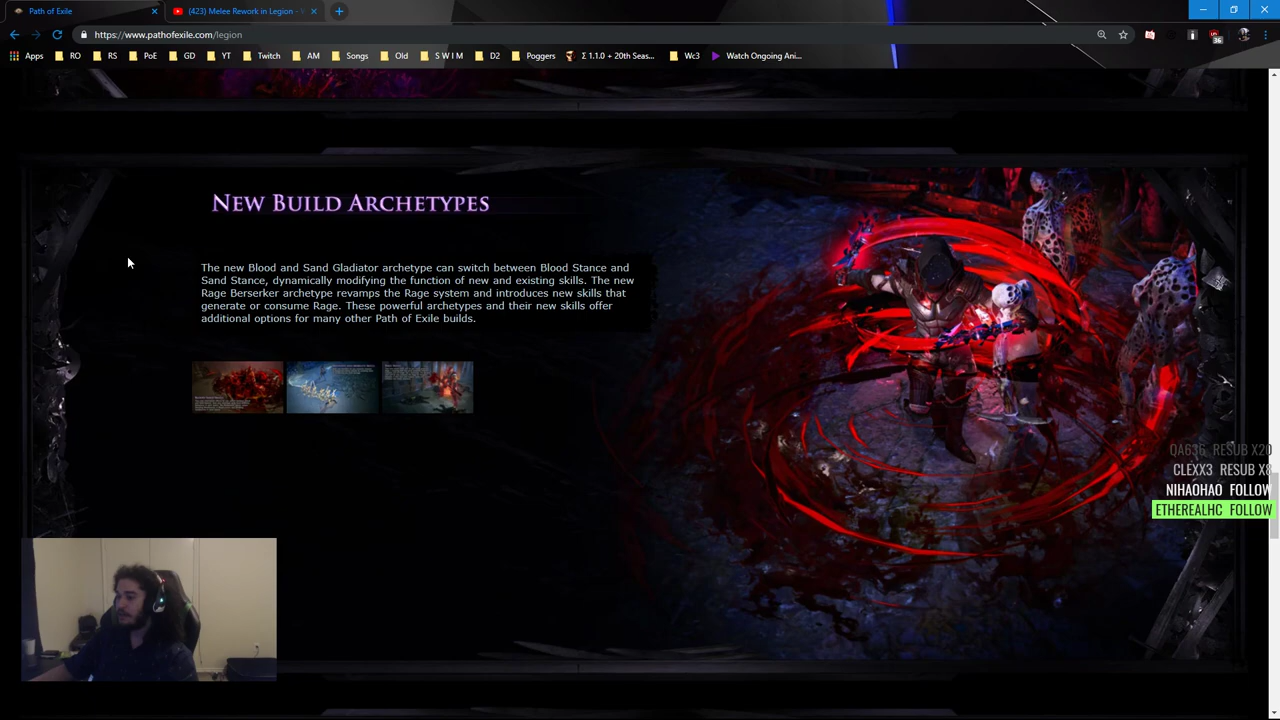 Path of Exile
(423) Melee Rework in Legion -
https://www.pathofexile.com/legion
Apps
RO
RS
PoE
GD
YT
Twitch
AM
Songs
Old
S W I M
D2
Poggers
Σ 1.1.0 + 20th Seas...
Wc3
Watch Ongoing Ani...
36
NEW BUILD ARCHETYPES
The new Blood and Sand Gladiator archetype can switch between Blood Stance and
Sand Stance, dynamically modifying the function of new and existing skills. The new
Rage Berserker archetype revamps the Rage system and introduces new skills that
generate or consume Rage. These powerful archetypes and their new skills offer
additional options for many other Path of Exile builds.
QA636 RESUB X20
CLEXX3 RESUB X8
NIHAOHAO FOLLOW
ETHEREALHC FOLLOW